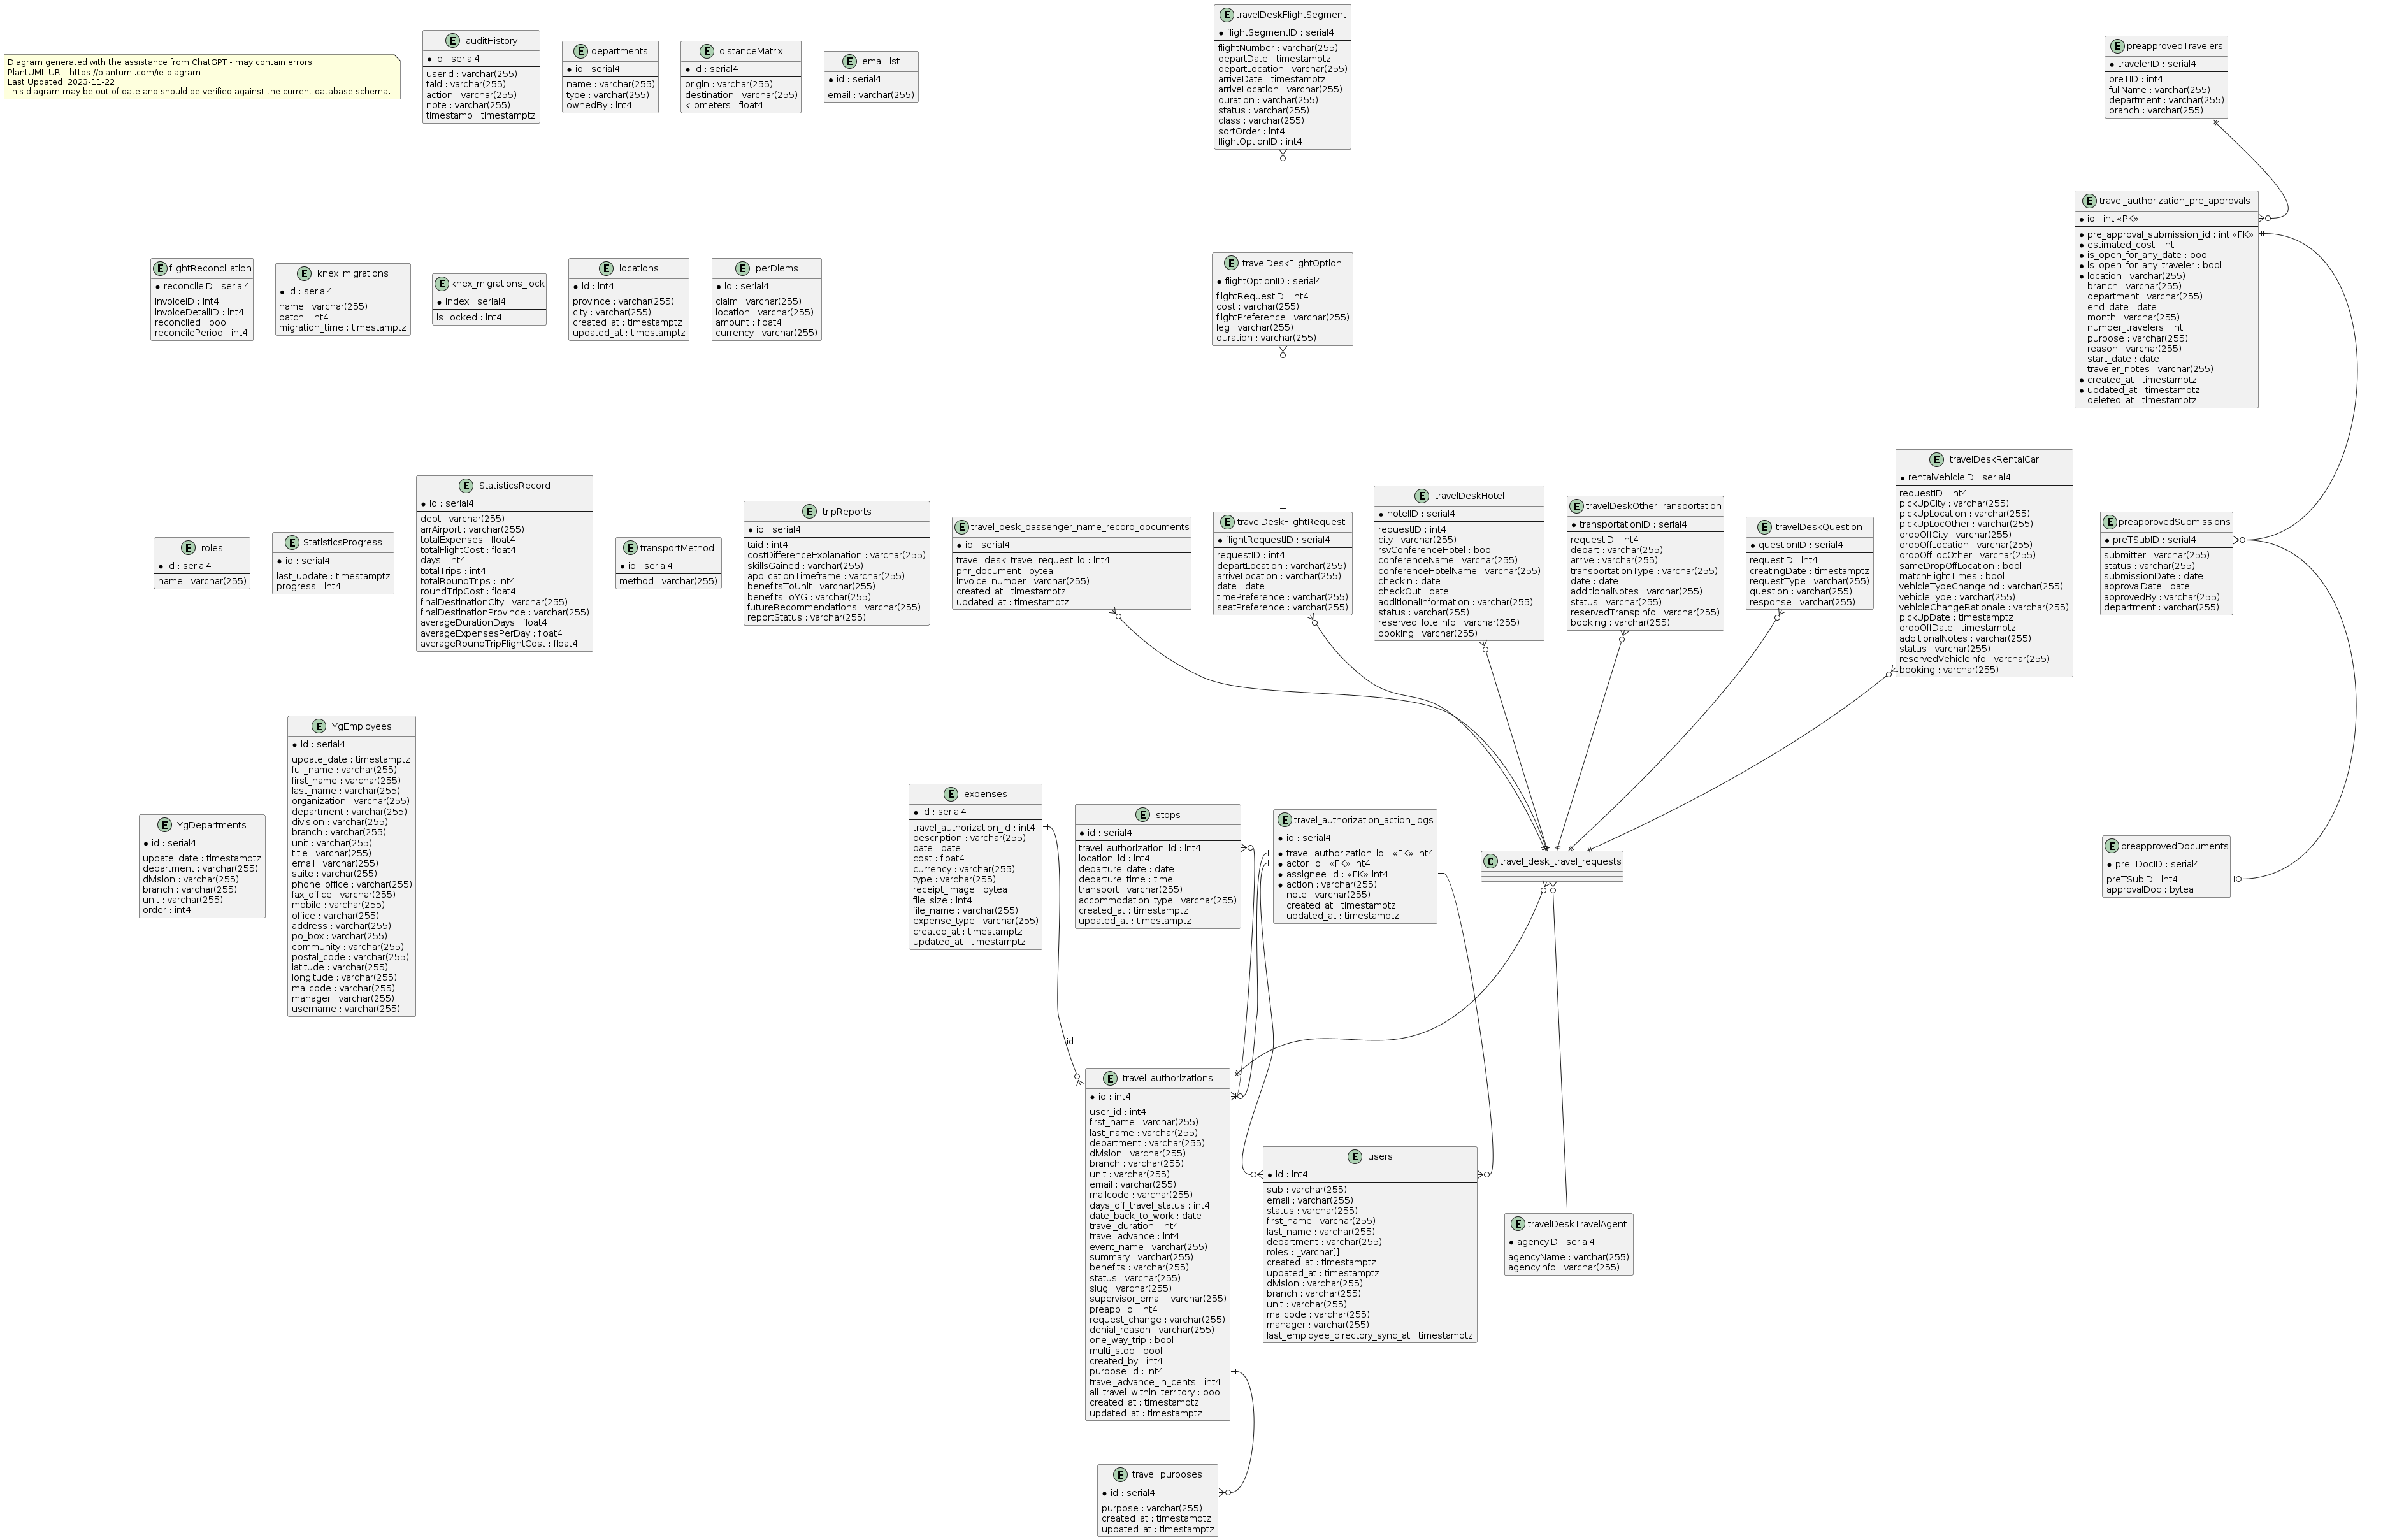 Diagram generated with the assistance from ChatGPT - may contain errors
PlantUML URL: https://plantuml.com/ie-diagram
Last Updated: 2023-11-22
This diagram may be out of date and should be verified against the current database schema.
E auditHistory
id : serial4
userId : varchar(255)
taid : varchar(255)
action : varchar(255)
note : varchar(255)
timestamp : timestamptz
E departments
id : serial4
name : varchar(255)
type : varchar(255)
ownedBy : int4
E distanceMatrix
id : serial4
origin : varchar(255)
destination : varchar(255)
kilometers : float4
E emailList
id : serial4
email : varchar(255)
E travelDeskFlightSegment
flightSegmentID : serial4
flightNumber : varchar(255)
departDate : timestamptz
departLocation : varchar(255)
arriveDate : timestamptz
arriveLocation : varchar(255)
duration : varchar(255)
status : varchar(255)
class : varchar(255)
sortOrder : int4
flightOptionID : int4
E preapprovedTravelers
travelerID : serial4
preTID : int4
fullName : varchar(255)
department : varchar(255)
branch : varchar(255)
E flightReconciliation
reconcileID : serial4
invoiceID : int4
invoiceDetailID : int4
reconciled : bool
reconcilePeriod : int4
E knex_migrations
id : serial4
name : varchar(255)
batch : int4
migration_time : timestamptz
E knex_migrations_lock
index : serial4
is_locked : int4
E locations
id : int4
province : varchar(255)
city : varchar(255)
created_at : timestamptz
updated_at : timestamptz
E perDiems
id : serial4
claim : varchar(255)
location : varchar(255)
amount : float4
currency : varchar(255)
E travelDeskFlightOption
flightOptionID : serial4
flightRequestID : int4
cost : varchar(255)
flightPreference : varchar(255)
leg : varchar(255)
duration : varchar(255)
E travel_authorization_pre_approvals
id : int «PK»
pre_approval_submission_id : int «FK»
estimated_cost : int
is_open_for_any_date : bool
is_open_for_any_traveler : bool
location : varchar(255)
branch : varchar(255)
department : varchar(255)
end_date : date
month : varchar(255)
number_travelers : int
purpose : varchar(255)
reason : varchar(255)
start_date : date
traveler_notes : varchar(255)
created_at : timestamptz
updated_at : timestamptz
deleted_at : timestamptz
E roles
id : serial4
name : varchar(255)
E StatisticsProgress
id : serial4
last_update : timestamptz
progress : int4
E StatisticsRecord
id : serial4
dept : varchar(255)
arrAirport : varchar(255)
totalExpenses : float4
totalFlightCost : float4
days : int4
totalTrips : int4
totalRoundTrips : int4
roundTripCost : float4
finalDestinationCity : varchar(255)
finalDestinationProvince : varchar(255)
averageDurationDays : float4
averageExpensesPerDay : float4
averageRoundTripFlightCost : float4
E transportMethod
id : serial4
method : varchar(255)
E tripReports
id : serial4
taid : int4
costDifferenceExplanation : varchar(255)
skillsGained : varchar(255)
applicationTimeframe : varchar(255)
benefitsToUnit : varchar(255)
benefitsToYG : varchar(255)
futureRecommendations : varchar(255)
reportStatus : varchar(255)
E travel_desk_passenger_name_record_documents
id : serial4
travel_desk_travel_request_id : int4
pnr_document : bytea
invoice_number : varchar(255)
created_at : timestamptz
updated_at : timestamptz
E travelDeskFlightRequest
flightRequestID : serial4
requestID : int4
departLocation : varchar(255)
arriveLocation : varchar(255)
date : date
timePreference : varchar(255)
seatPreference : varchar(255)
E travelDeskHotel
hotelID : serial4
requestID : int4
city : varchar(255)
rsvConferenceHotel : bool
conferenceName : varchar(255)
conferenceHotelName : varchar(255)
checkIn : date
checkOut : date
additionalInformation : varchar(255)
status : varchar(255)
reservedHotelInfo : varchar(255)
booking : varchar(255)
E travelDeskOtherTransportation
transportationID : serial4
requestID : int4
depart : varchar(255)
arrive : varchar(255)
transportationType : varchar(255)
date : date
additionalNotes : varchar(255)
status : varchar(255)
reservedTranspInfo : varchar(255)
booking : varchar(255)
E travelDeskQuestion
questionID : serial4
requestID : int4
creatingDate : timestamptz
requestType : varchar(255)
question : varchar(255)
response : varchar(255)
E travelDeskRentalCar
rentalVehicleID : serial4
requestID : int4
pickUpCity : varchar(255)
pickUpLocation : varchar(255)
pickUpLocOther : varchar(255)
dropOffCity : varchar(255)
dropOffLocation : varchar(255)
dropOffLocOther : varchar(255)
sameDropOffLocation : bool
matchFlightTimes : bool
vehicleTypeChangeInd : varchar(255)
vehicleType : varchar(255)
vehicleChangeRationale : varchar(255)
pickUpDate : timestamptz
dropOffDate : timestamptz
additionalNotes : varchar(255)
status : varchar(255)
reservedVehicleInfo : varchar(255)
booking : varchar(255)
E preapprovedSubmissions
preTSubID : serial4
submitter : varchar(255)
status : varchar(255)
submissionDate : date
approvalDate : date
approvedBy : varchar(255)
department : varchar(255)
E YgDepartments
id : serial4
update_date : timestamptz
department : varchar(255)
division : varchar(255)
branch : varchar(255)
unit : varchar(255)
order : int4
E YgEmployees
id : serial4
update_date : timestamptz
full_name : varchar(255)
first_name : varchar(255)
last_name : varchar(255)
organization : varchar(255)
department : varchar(255)
division : varchar(255)
branch : varchar(255)
unit : varchar(255)
title : varchar(255)
email : varchar(255)
suite : varchar(255)
phone_office : varchar(255)
fax_office : varchar(255)
mobile : varchar(255)
office : varchar(255)
address : varchar(255)
po_box : varchar(255)
community : varchar(255)
postal_code : varchar(255)
latitude : varchar(255)
longitude : varchar(255)
mailcode : varchar(255)
manager : varchar(255)
username : varchar(255)
E expenses
id : serial4
travel_authorization_id : int4
description : varchar(255)
date : date
cost : float4
currency : varchar(255)
type : varchar(255)
receipt_image : bytea
file_size : int4
file_name : varchar(255)
expense_type : varchar(255)
created_at : timestamptz
updated_at : timestamptz
E stops
id : serial4
travel_authorization_id : int4
location_id : int4
departure_date : date
departure_time : time
transport : varchar(255)
accommodation_type : varchar(255)
created_at : timestamptz
updated_at : timestamptz
E travel_authorization_action_logs
id : serial4
travel_authorization_id : «FK» int4
actor_id : «FK» int4
assignee_id : «FK» int4
action : varchar(255)
note : varchar(255)
created_at : timestamptz
updated_at : timestamptz
C travel_desk_travel_requests
E preapprovedDocuments
preTDocID : serial4
preTSubID : int4
approvalDoc : bytea
id
E travel_authorizations
id : int4
user_id : int4
first_name : varchar(255)
last_name : varchar(255)
department : varchar(255)
division : varchar(255)
branch : varchar(255)
unit : varchar(255)
email : varchar(255)
mailcode : varchar(255)
days_off_travel_status : int4
date_back_to_work : date
travel_duration : int4
travel_advance : int4
event_name : varchar(255)
summary : varchar(255)
benefits : varchar(255)
status : varchar(255)
slug : varchar(255)
supervisor_email : varchar(255)
preapp_id : int4
request_change : varchar(255)
denial_reason : varchar(255)
one_way_trip : bool
multi_stop : bool
created_by : int4
purpose_id : int4
travel_advance_in_cents : int4
all_travel_within_territory : bool
created_at : timestamptz
updated_at : timestamptz
E users
id : int4
sub : varchar(255)
email : varchar(255)
status : varchar(255)
first_name : varchar(255)
last_name : varchar(255)
department : varchar(255)
roles : _varchar[]
created_at : timestamptz
updated_at : timestamptz
division : varchar(255)
branch : varchar(255)
unit : varchar(255)
mailcode : varchar(255)
manager : varchar(255)
last_employee_directory_sync_at : timestamptz
E travelDeskTravelAgent
agencyID : serial4
agencyName : varchar(255)
agencyInfo : varchar(255)
E travel_purposes
id : serial4
purpose : varchar(255)
created_at : timestamptz
updated_at : timestamptz